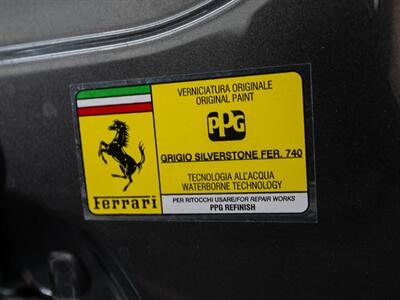 VERNICIATURA ORIGINALE
ORIGINAL PAINT
PPG
GRIGIO SILVERSTONE FER. 740
TECNOLOGIA ALL'ACQUA
WATERBORNE TECHNOLOGY
Ferrari
PER RITOCCHI USARE/FOR REPAIR WORKS
PPG REFINISH